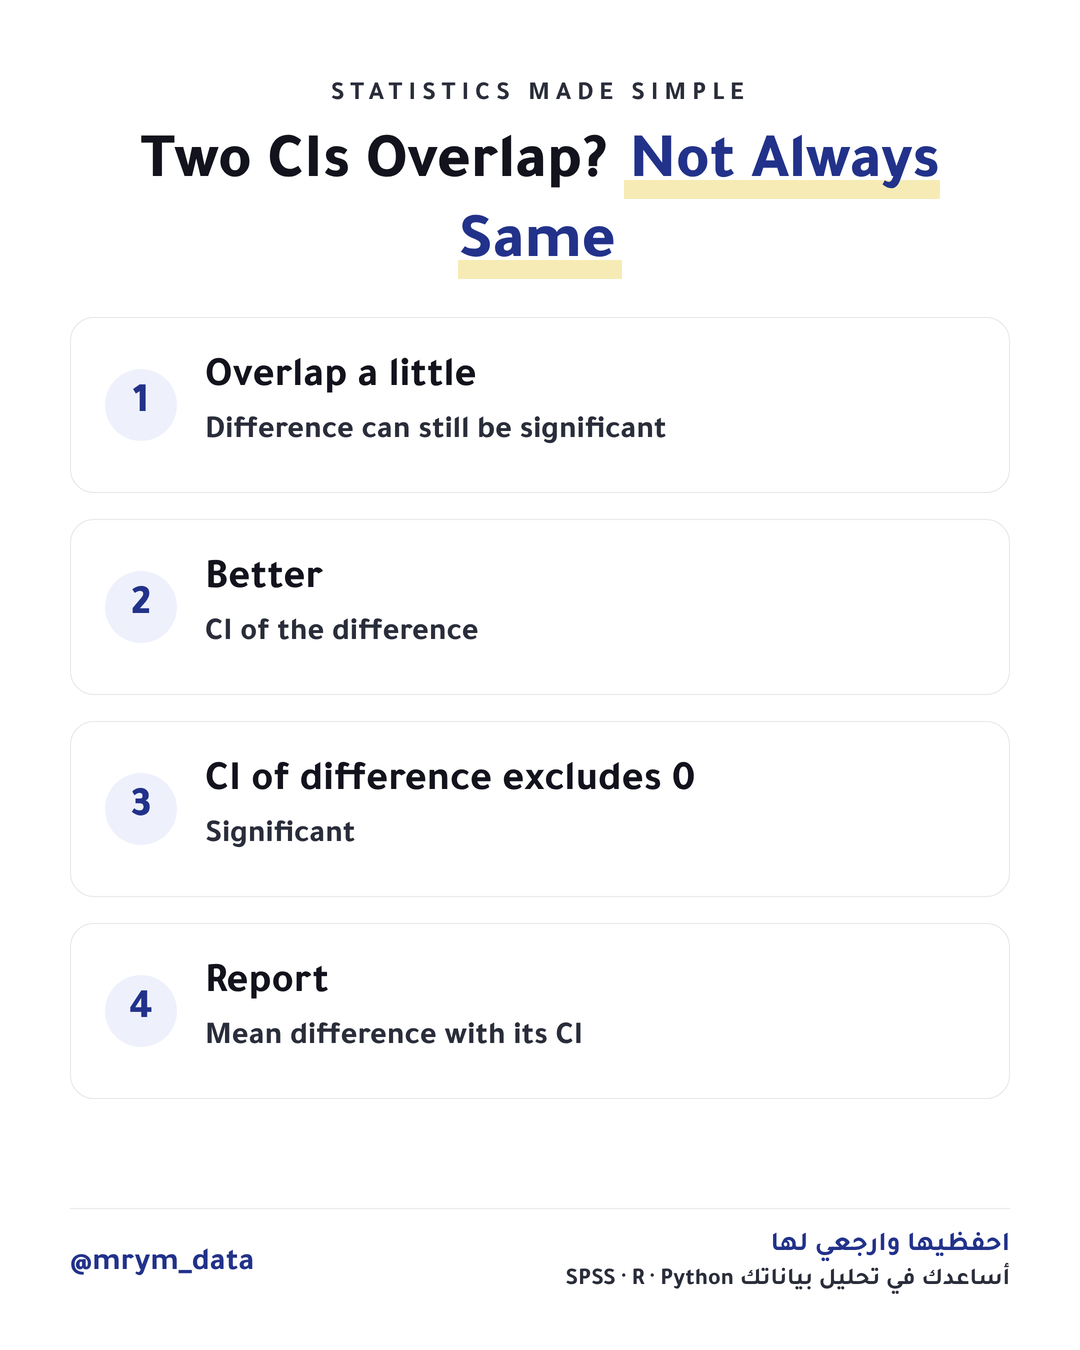 STATISTICS MADE SIMPLE
Two CIs Overlap? Not Always
Same
1
Overlap a little
Difference can still be significant
2
Better
CI of the difference
3
CI of difference excludes 0
Significant
4
Report
Mean difference with its CI
@mrym_data
احفظيها وارجعي لها
أساعدك في تحليل بياناتك SPSS · R · Python